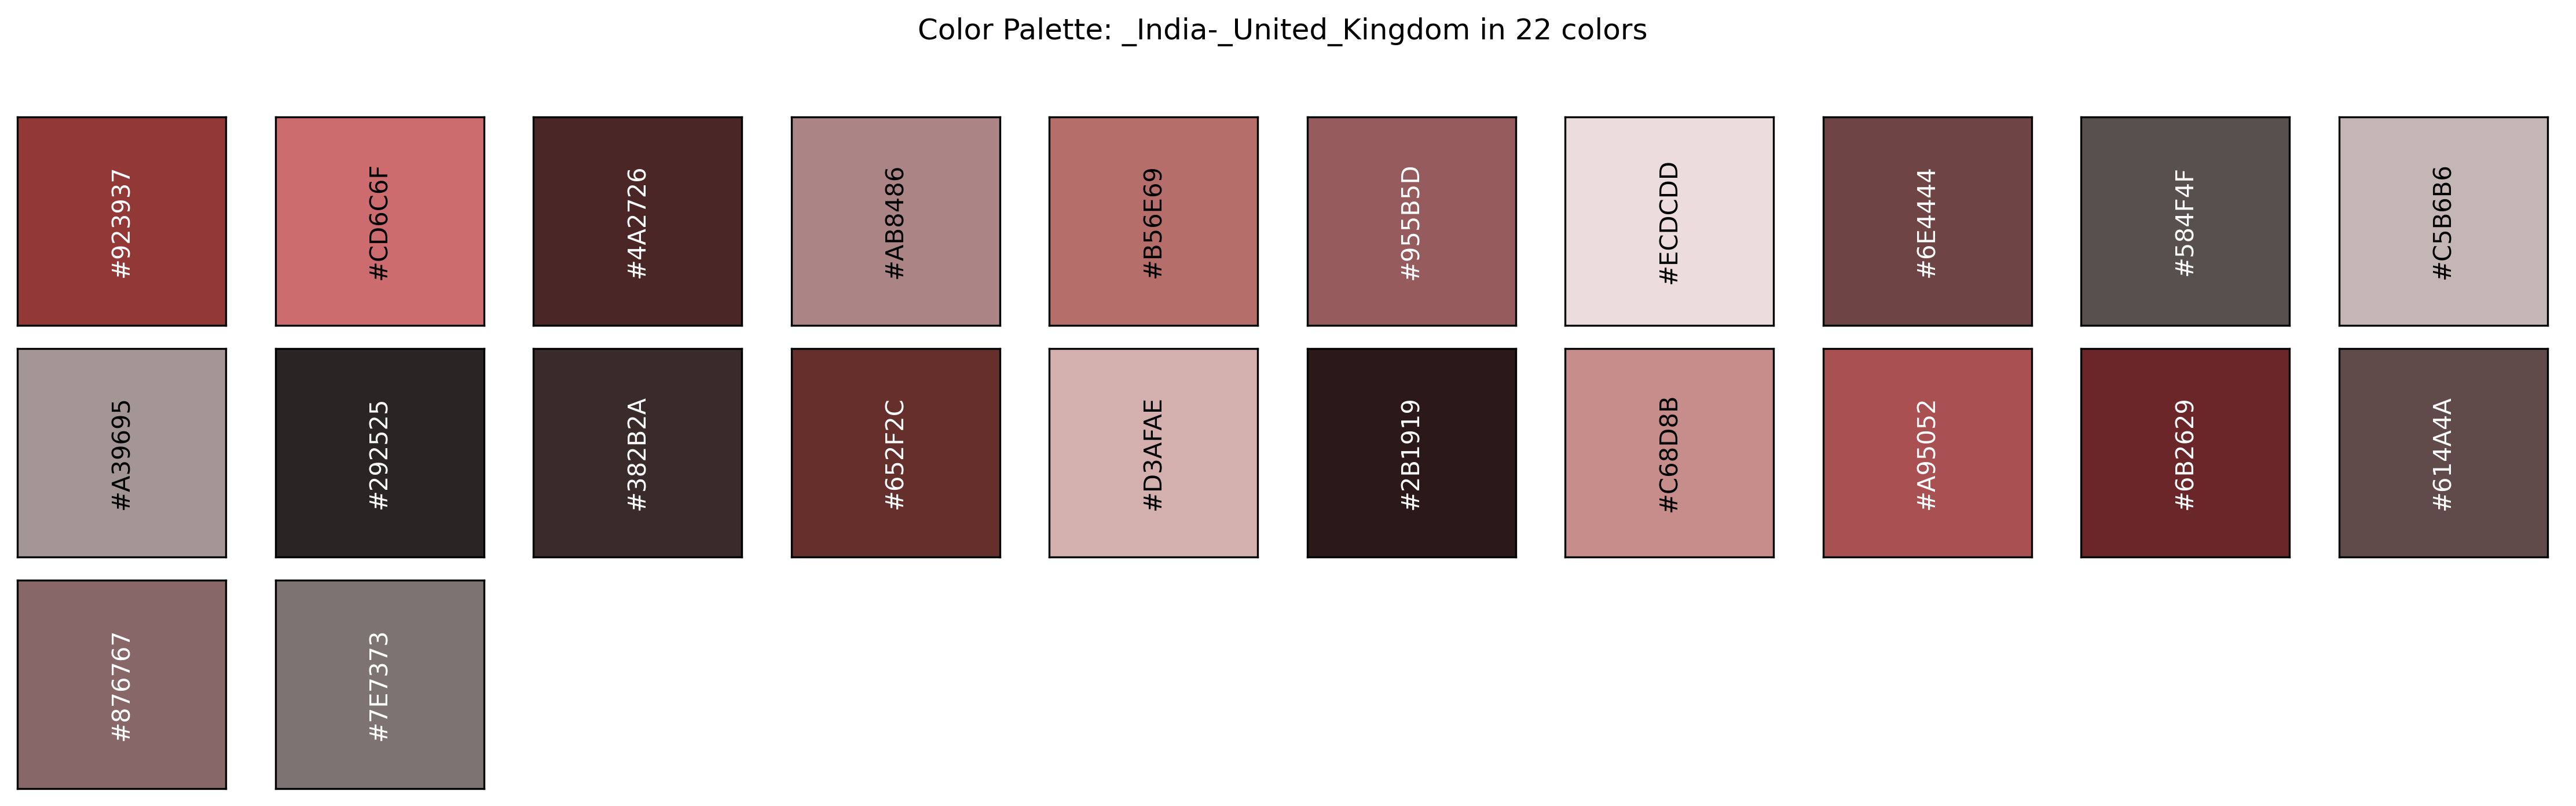 Color Palette: _India-_United_Kingdom in 22 colors
#923937
#CD6C6F
#4A2726
#AB8486
#B56E69
#955B5D
#ECDCDD
#6E4444
#584F4F
#C5B6B6
#A39695
#292525
#382B2A
#652F2C
#D3AFAE
#2B1919
#C68D8B
#A95052
#6B2629
#614A4A
#876767
#7E7373